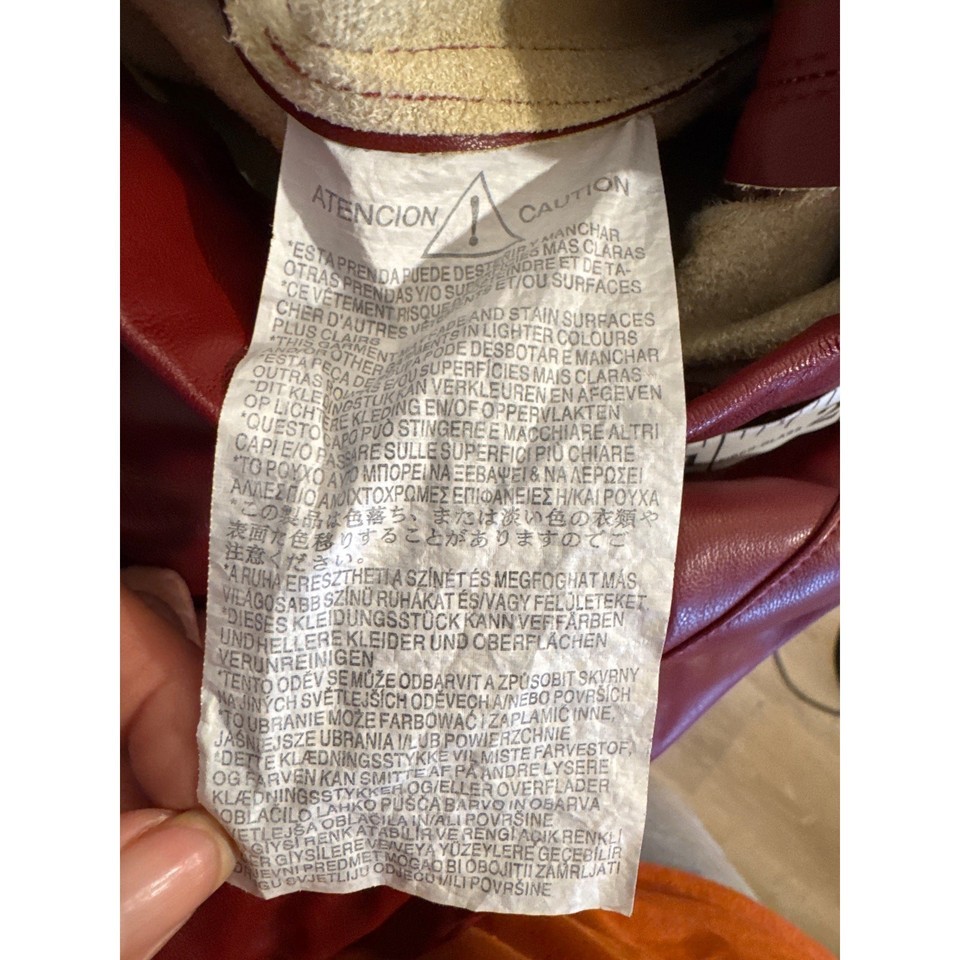 ATENCION ! CAUTION
*ESTA PRENDA PUEDE DESTEÑIR Y MANCHAR
OTRAS PRENDAS Y/O SUPERFICIES MAS CLARAS
*CE VÊTEMENT RISQUE DE DÉTEINDRE ET DE TA-
CHER D'AUTRES VÊTEMENTS ET/OU SURFACES
PLUS CLAIRS
*THIS GARMENT MAY FADE AND STAIN SURFACES
AND/OR OTHER GARMENTS IN LIGHTER COLOURS
*ESTA PEÇA DE ROUPA PODE DESBOTAR E MANCHAR
OUTRAS ROUPAS E/OU SUPERFÍCIES MAIS CLARAS
*DIT KLEDINGSTUK KAN VERKLEUREN EN AFGEVEN
OP LICHTERE KLEDING EN/OF OPPERVLAKTEN
*QUESTO CAPO PUÒ STINGERE E MACCHIARE ALTRI
CAPI E/O PASSARE SULLE SUPERFICI PIÙ CHIARE
*ΤΟ ΡΟΥΧΟ ΑΥΤΟ ΜΠΟΡΕΙ ΝΑ ΞΕΒΑΨΕΙ & ΝΑ ΛΕΡΩΣΕΙ
ΑΛΛΕΣ ΠΙΟ ΑΝΟΙΧΤΟΧΡΩΜΕΣ ΕΠΙΦΑΝΕΙΕΣ Η/ΚΑΙ ΡΟΥΧΑ
*この製品は色落ち、または淡い色の衣類や
表面に色移りすることがありますのでご
注意ください。
*A RUHA ERESZTHETI A SZÍNÉT ÉS MEGFOGHAT MÁS,
VILÁGOSABB SZÍNŰ RUHÁKAT ÉS/VAGY FELÜLETEKET
*DIESES KLEIDUNGSSTÜCK KANN VERFÄRBEN
UND HELLERE KLEIDER UND OBERFLÄCHEN
VERUNREINIGEN
*TENTO ODĚV SE MŮŽE ODBARVIT A ZPŮSOBIT SKVRNY
NA JINÝCH SVĚTLEJŠÍCH ODĚVECH A/NEBO POVRŠÍCH
*TO UBRANIE MOŻE FARBOWAĆ I ZAPLAMIĆ INNE,
JAŚNIEJSZE UBRANIA I/LUB POWIERZCHNIE
*DETTE KLÆDNINGSSTYKKE VIL MISTE FARVESTOF,
OG FARVEN KAN SMITTE AF PÅ ANDRE LYSERE
KLÆDNINGSSTYKKER OG/ELLER OVERFLADER
*OBLAČILO LAHKO PUŠČA BARVO IN OBARVA
SVETLEJŠA OBLAČILA IN/ALI POVRŠINE
GİYSİ RENK ATABİLİR VE RENGİ AÇIK RENKLİ
DİĞER GİYSİLERE VE/VEYA YÜZEYLERE GEÇEBİLİR
ODJEVNI PREDMET MOGAO BI OBOJITI I ZAMRLJATI
DRUGU SVJETLIJU ODJEĆU I/ILI POVRŠINE